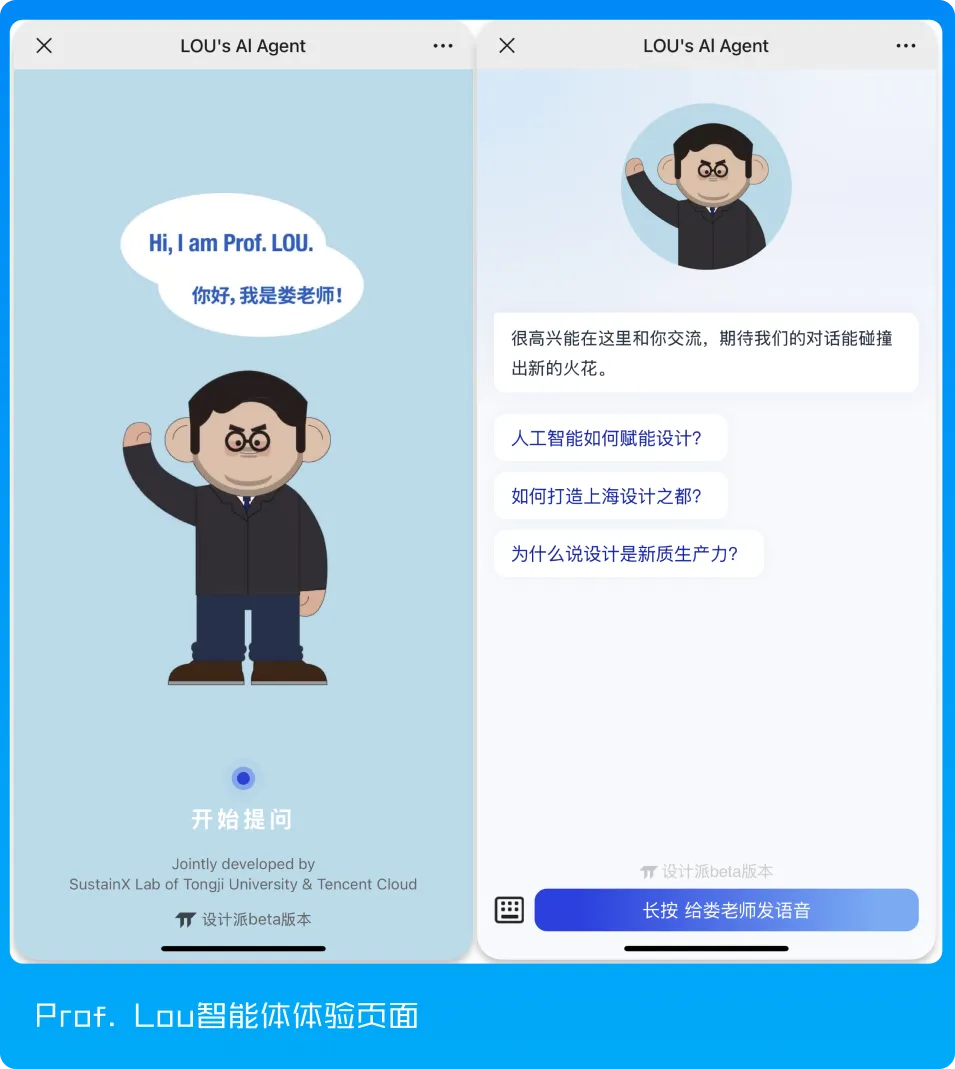 LOU's AI Agent
Hi, I am Prof. LOU.
你好, 我是娄老师!
开始提问
Jointly developed by
SustainX Lab of Tongji University & Tencent Cloud
设计派beta版本
LOU's AI Agent
很高兴能在这里和你交流，期待我们的对话能碰撞
出新的火花。
人工智能如何赋能设计?
如何打造上海设计之都?
为什么说设计是新质生产力?
设计派beta版本
长按 给娄老师发语音
Prof. Lou智能体体验页面